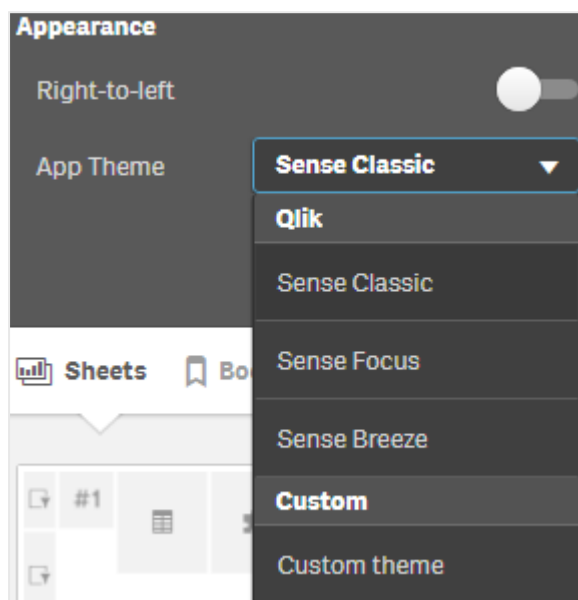 Appearance
Right-to-left
App Theme
Sense Classic
Qlik
Sense Classic
Sheets
Sense Focus
Sense Breeze
#1
Custom
Custom theme